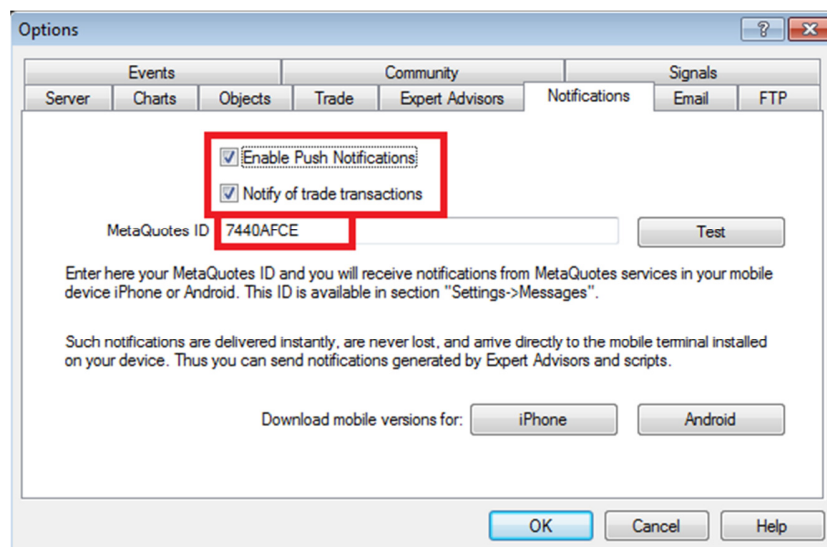 Options
Events Community Signals
Server Charts Objects Trade Expert Advisors Notifications Email FTP
Enable Push Notifications
Notify of trade transactions
MetaQuotes ID 7440AFCE Test
Enter here your MetaQuotes ID and you will receive notifications from MetaQuotes services in your mobile
device iPhone or Android. This ID is available in section "Settings->Messages".
Such notifications are delivered instantly, are never lost, and arrive directly to the mobile terminal installed
on your device. Thus you can send notifications generated by Expert Advisors and scripts.
Download mobile versions for: iPhone Android
OK Cancel Help